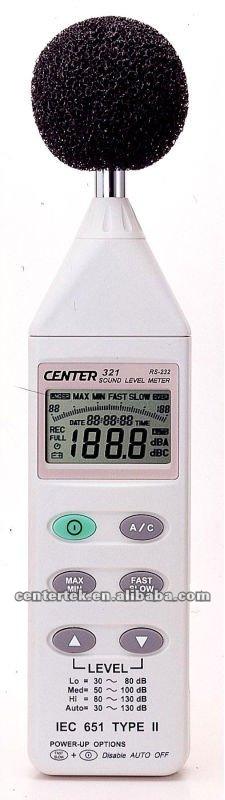 CENTER 321 RS-232
SOUND LEVEL METER
UNDER MAX MIN FAST SLOW OVER
88 188
DATE 88:88:88 TIME
REC
FULL
188.8
dBA
dBC
A/C
MAX
MIN
FAST
SLOW
centertek.en.alibaba.com
LEVEL
Lo = 30 ~ 80 dB
Med= 50 ~ 100 dB
Hi = 80 ~ 130 dB
Auto= 30 ~ 130 dB
IEC 651 TYPE II
POWER-UP OPTIONS
FAST
SLOW + Disable AUTO OFF